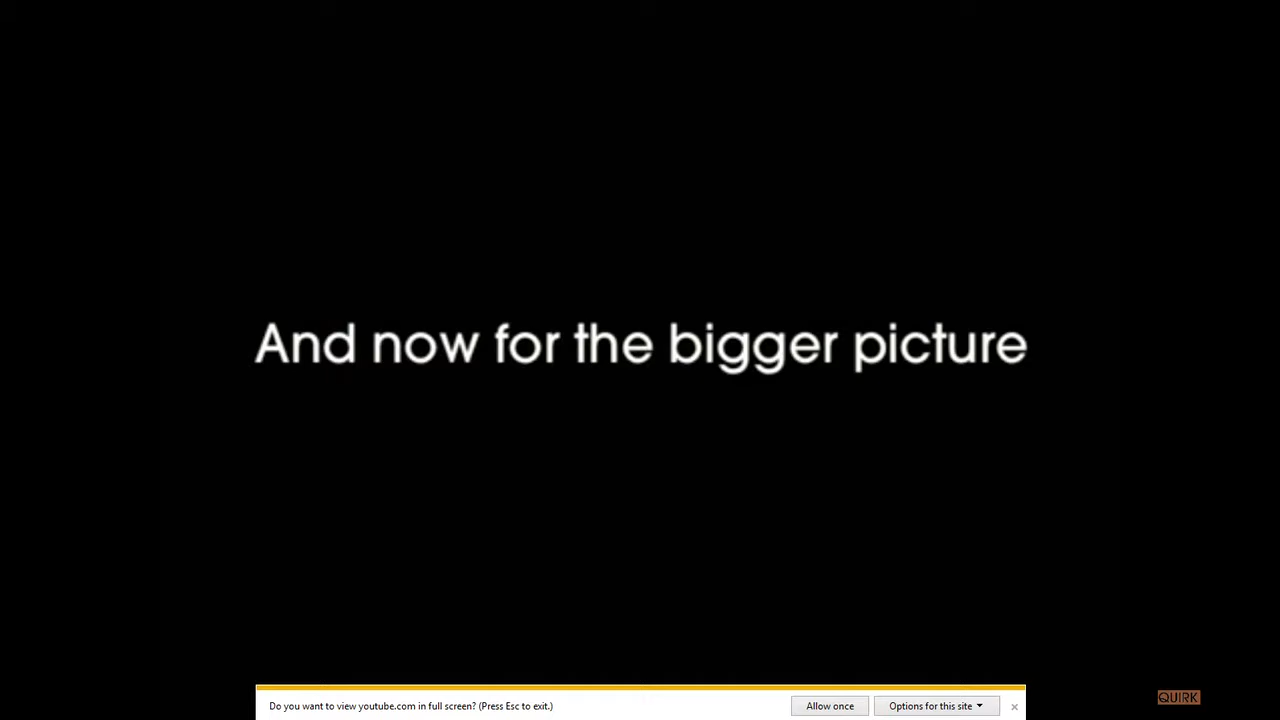 And now for the bigger picture
Do you want to view youtube.com in full screen? (Press Esc to exit.)
Allow once
Options for this site
QUIRK